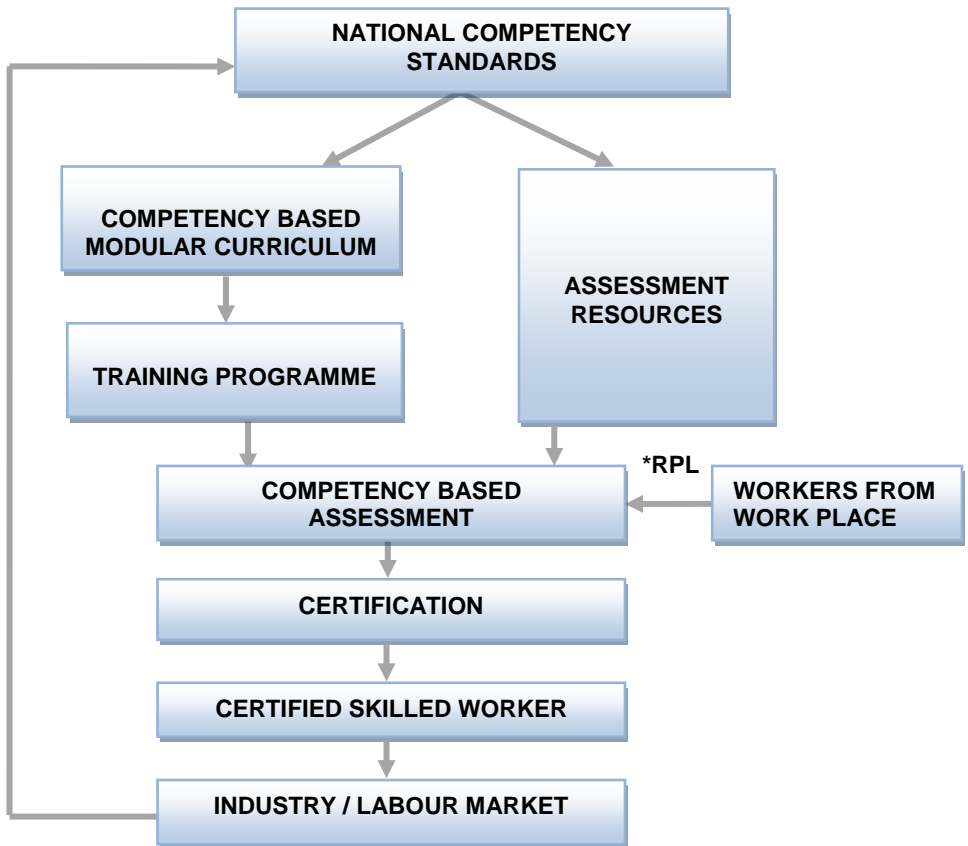 NATIONAL COMPETENCY
STANDARDS
COMPETENCY BASED
MODULAR CURRICULUM
ASSESSMENT
RESOURCES
TRAINING PROGRAMME
*RPL
COMPETENCY BASED
ASSESSMENT
WORKERS FROM
WORK PLACE
CERTIFICATION
CERTIFIED SKILLED WORKER
INDUSTRY / LABOUR MARKET